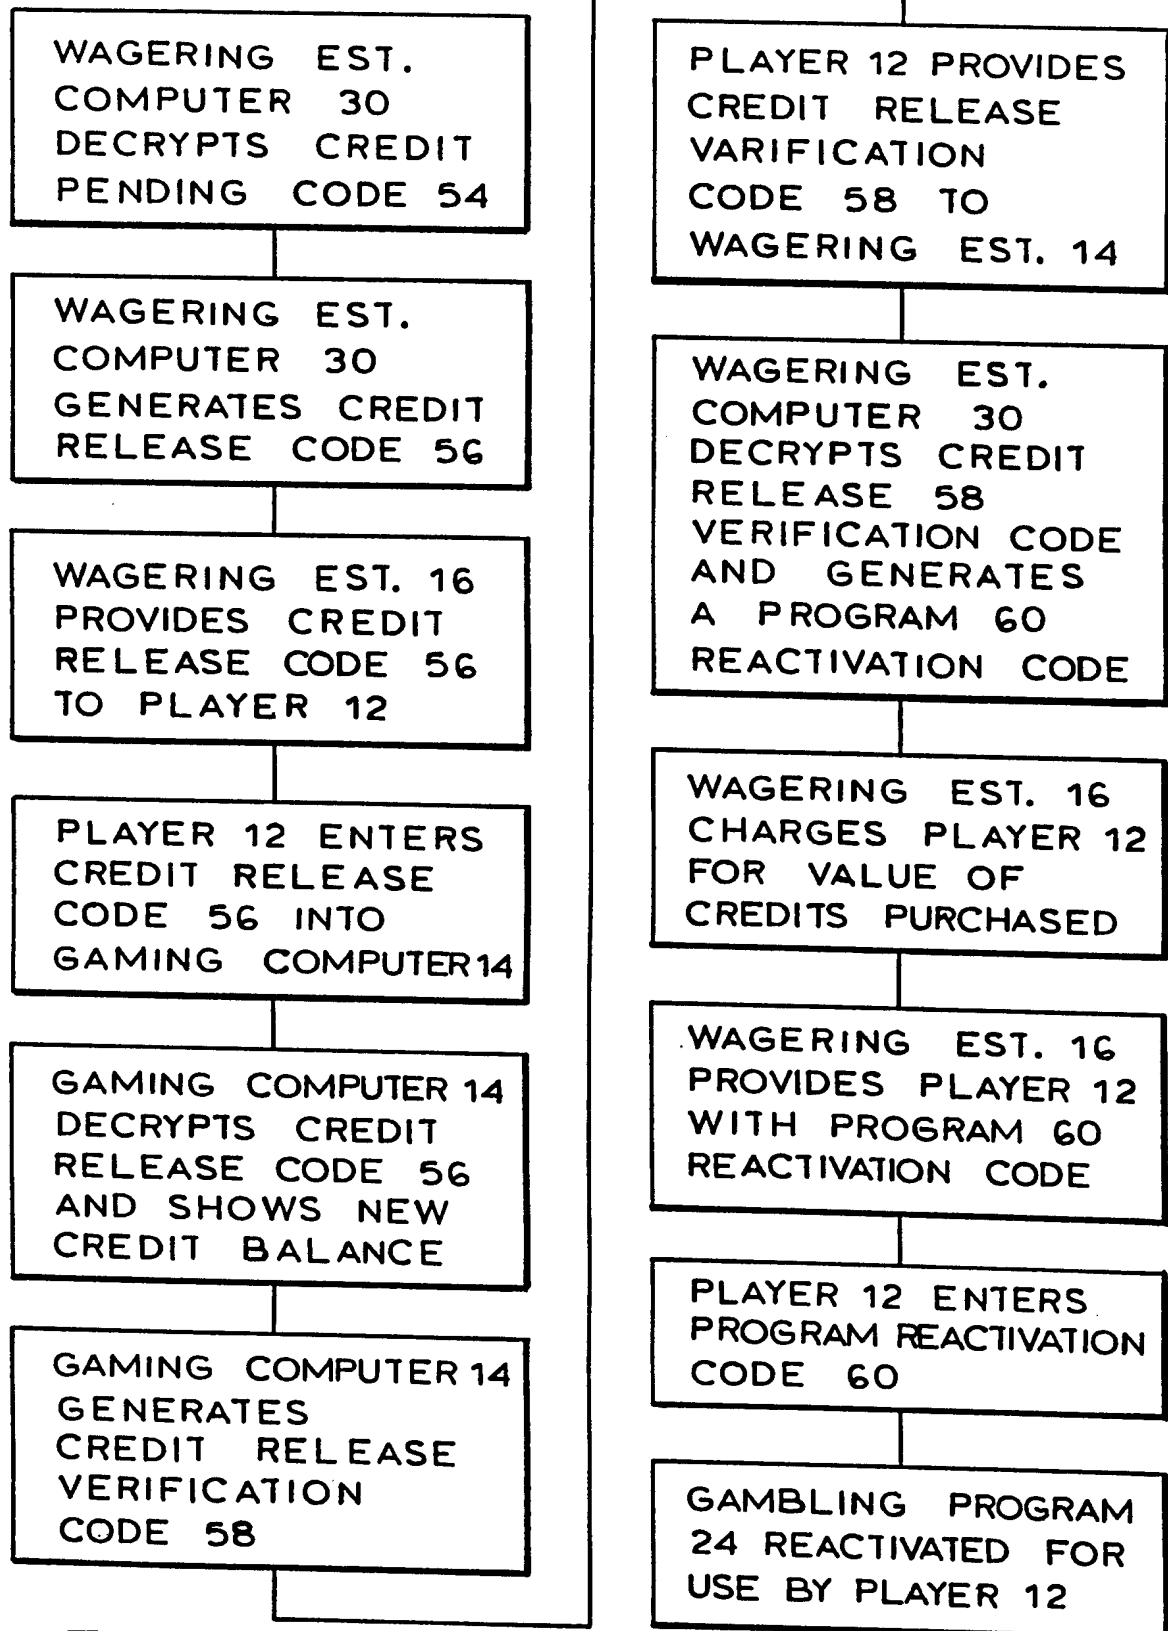 WAGERING EST.
COMPUTER 30
DECRYPTS CREDIT
PENDING CODE 54
WAGERING EST.
COMPUTER 30
GENERATES CREDIT
RELEASE CODE 56
WAGERING EST. 16
PROVIDES CREDIT
RELEASE CODE 56
TO PLAYER 12
PLAYER 12 ENTERS
CREDIT RELEASE
CODE 56 INTO
GAMING COMPUTER 14
GAMING COMPUTER 14
DECRYPTS CREDIT
RELEASE CODE 56
AND SHOWS NEW
CREDIT BALANCE
GAMING COMPUTER 14
GENERATES
CREDIT RELEASE
VERIFICATION
CODE 58
PLAYER 12 PROVIDES
CREDIT RELEASE
VARIFICATION
CODE 58 TO
WAGERING EST. 14
WAGERING EST.
COMPUTER 30
DECRYPTS CREDIT
RELEASE 58
VERIFICATION CODE
AND GENERATES
A PROGRAM 60
REACTIVATION CODE
WAGERING EST. 16
CHARGES PLAYER 12
FOR VALUE OF
CREDITS PURCHASED
WAGERING EST. 16
PROVIDES PLAYER 12
WITH PROGRAM 60
REACTIVATION CODE
PLAYER 12 ENTERS
PROGRAM REACTIVATION
CODE 60
GAMBLING PROGRAM
24 REACTIVATED FOR
USE BY PLAYER 12